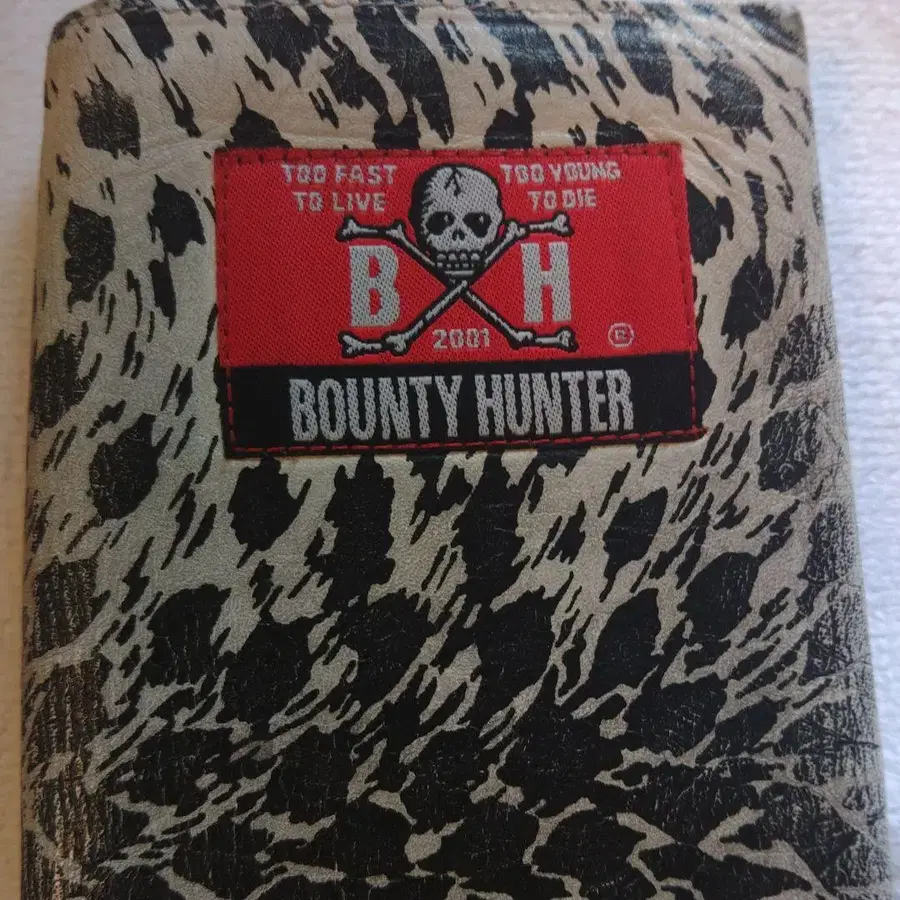 TOO FAST TOO YOUNG
TO LIVE TO DIE
B H
2001 ®
BOUNTY HUNTER